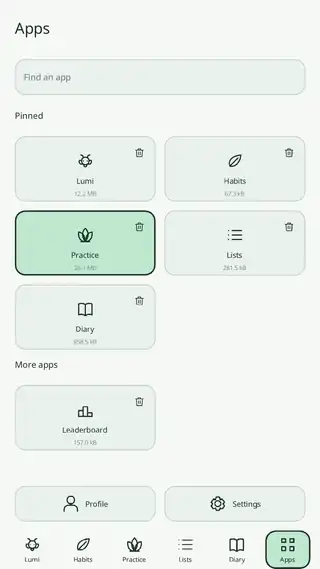 Apps
Find an app
Pinned
Lumi
12.2 MB
Habits
67.3 kB
Practice
Lists
281.5 kB
Diary
858.5 kB
More apps
Leaderboard
157.0 kB
Profile
Settings
Lumi
Habits
Practice
Lists
Diary
Apps